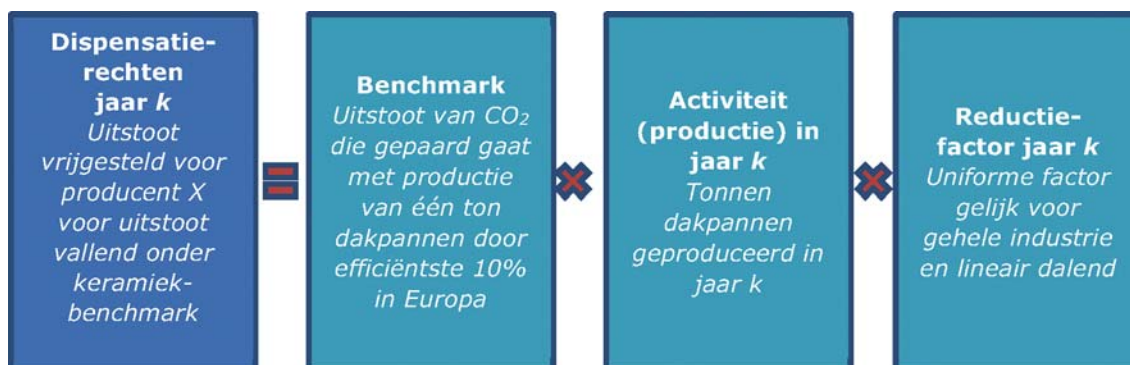 Dispensatie-
rechten
jaar k
Uitstoot
vrijgesteld voor
producent X
voor uitstoot
vallend onder
keramiek-
benchmark
=
Benchmark
Uitstoot van CO₂
die gepaard gaat
met productie
van één ton
dakpannen door
efficiëntste 10%
in Europa
×
Activiteit
(productie) in
jaar k
Tonnen
dakpannen
geproduceerd in
jaar k
×
Reductie-
factor jaar k
Uniforme factor
gelijk voor
gehele industrie
en lineair dalend